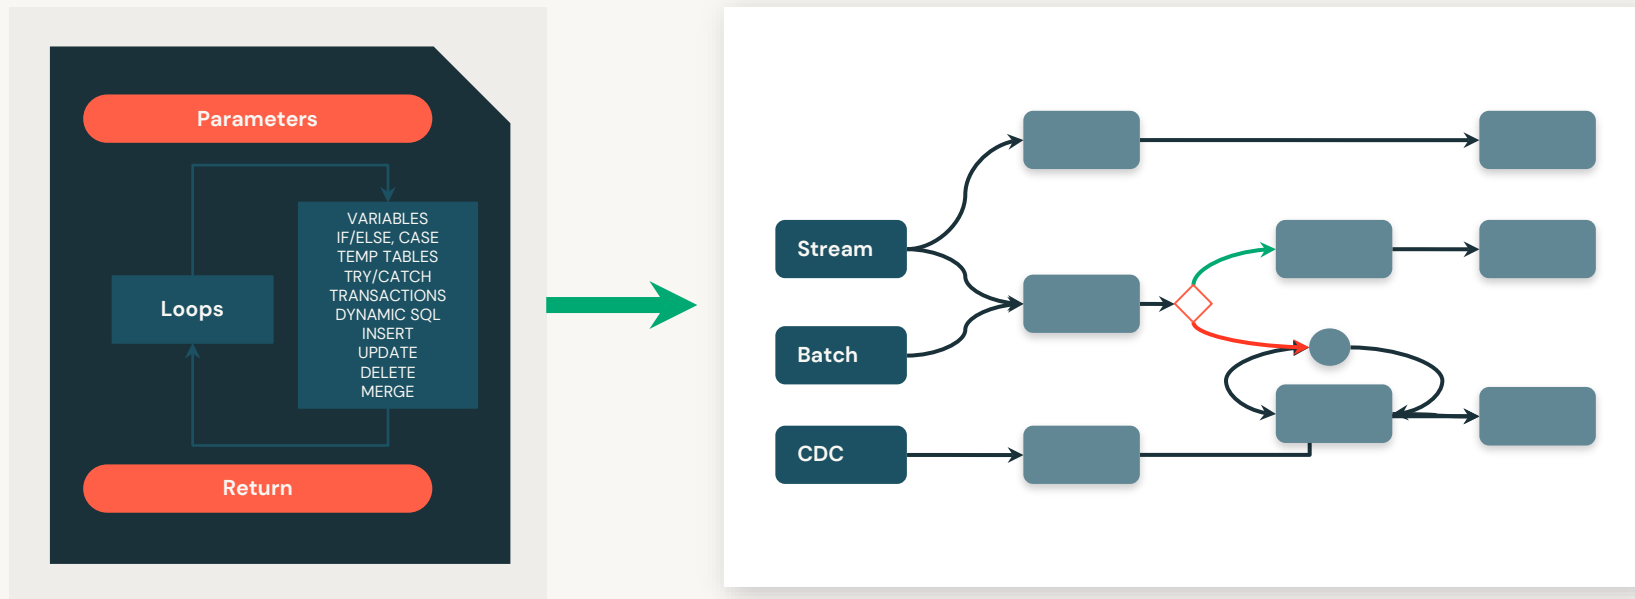 Parameters
VARIABLES
IF/ELSE, CASE
TEMP TABLES
TRY/CATCH
TRANSACTIONS
DYNAMIC SQL
INSERT
UPDATE
DELETE
MERGE
Loops
Return
Stream
Batch
CDC